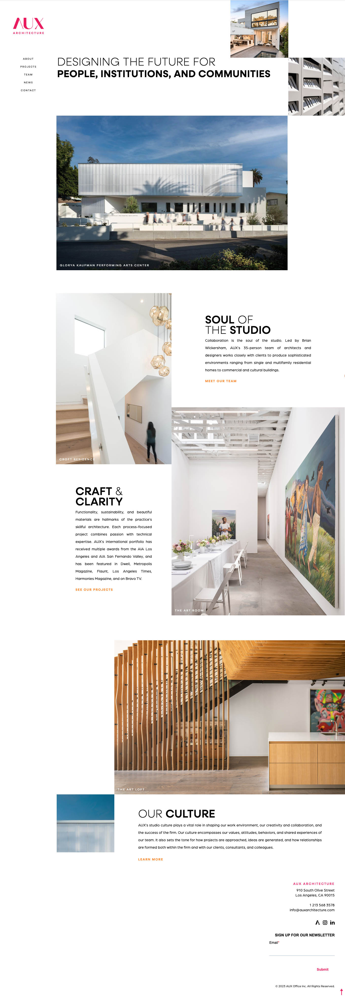 AUX
ARCHITECTURE
ABOUT
PROJECTS
TEAM
NEWS
CONTACT
DESIGNING THE FUTURE FOR
PEOPLE, INSTITUTIONS, AND COMMUNITIES
GLORYA KAUFMAN PERFORMING ARTS CENTER
SOUL OF
THE STUDIO
Collaboration is the soul of the studio. Led by Brian
Wickersham, AUX's 35-person team of architects and
designers works closely with clients to produce sophisticated
environments ranging from single and multifamily residential
homes to commercial and cultural buildings.
MEET OUR TEAM
CROFT RESIDENCE
CRAFT &
CLARITY
Functionality, sustainability, and beautiful
materials are hallmarks of the practice's
skillful architecture. Each process-focused
project combines passion with technical
expertise. AUX's international portfolio has
received multiple awards from the AIA Los
Angeles and AIA San Fernando Valley, and
has been featured in Dwell, Metropolis
Magazine, Flaunt, Los Angeles Times,
Harmonies Magazine, and on Bravo TV.
SEE OUR PROJECTS
THE ART ROOM
THE ART LOFT
OUR CULTURE
AUX's studio culture plays a vital role in shaping our work environment, our creativity and collaboration, and
the success of the firm. Our culture encompasses our values, attitudes, behaviors, and shared experiences of
our team. It also sets the tone for how projects are approached, ideas are generated, and how relationships
are formed both within the firm and with our clients, consultants, and colleagues.
LEARN MORE
AUX ARCHITECTURE
910 South Olive Street
Los Angeles, CA 90015
1 213 568 3578
info@auxarchitecture.com
SIGN UP FOR OUR NEWSLETTER
Email*
Submit
© 2023 AUX Office Inc. All Rights Reserved.